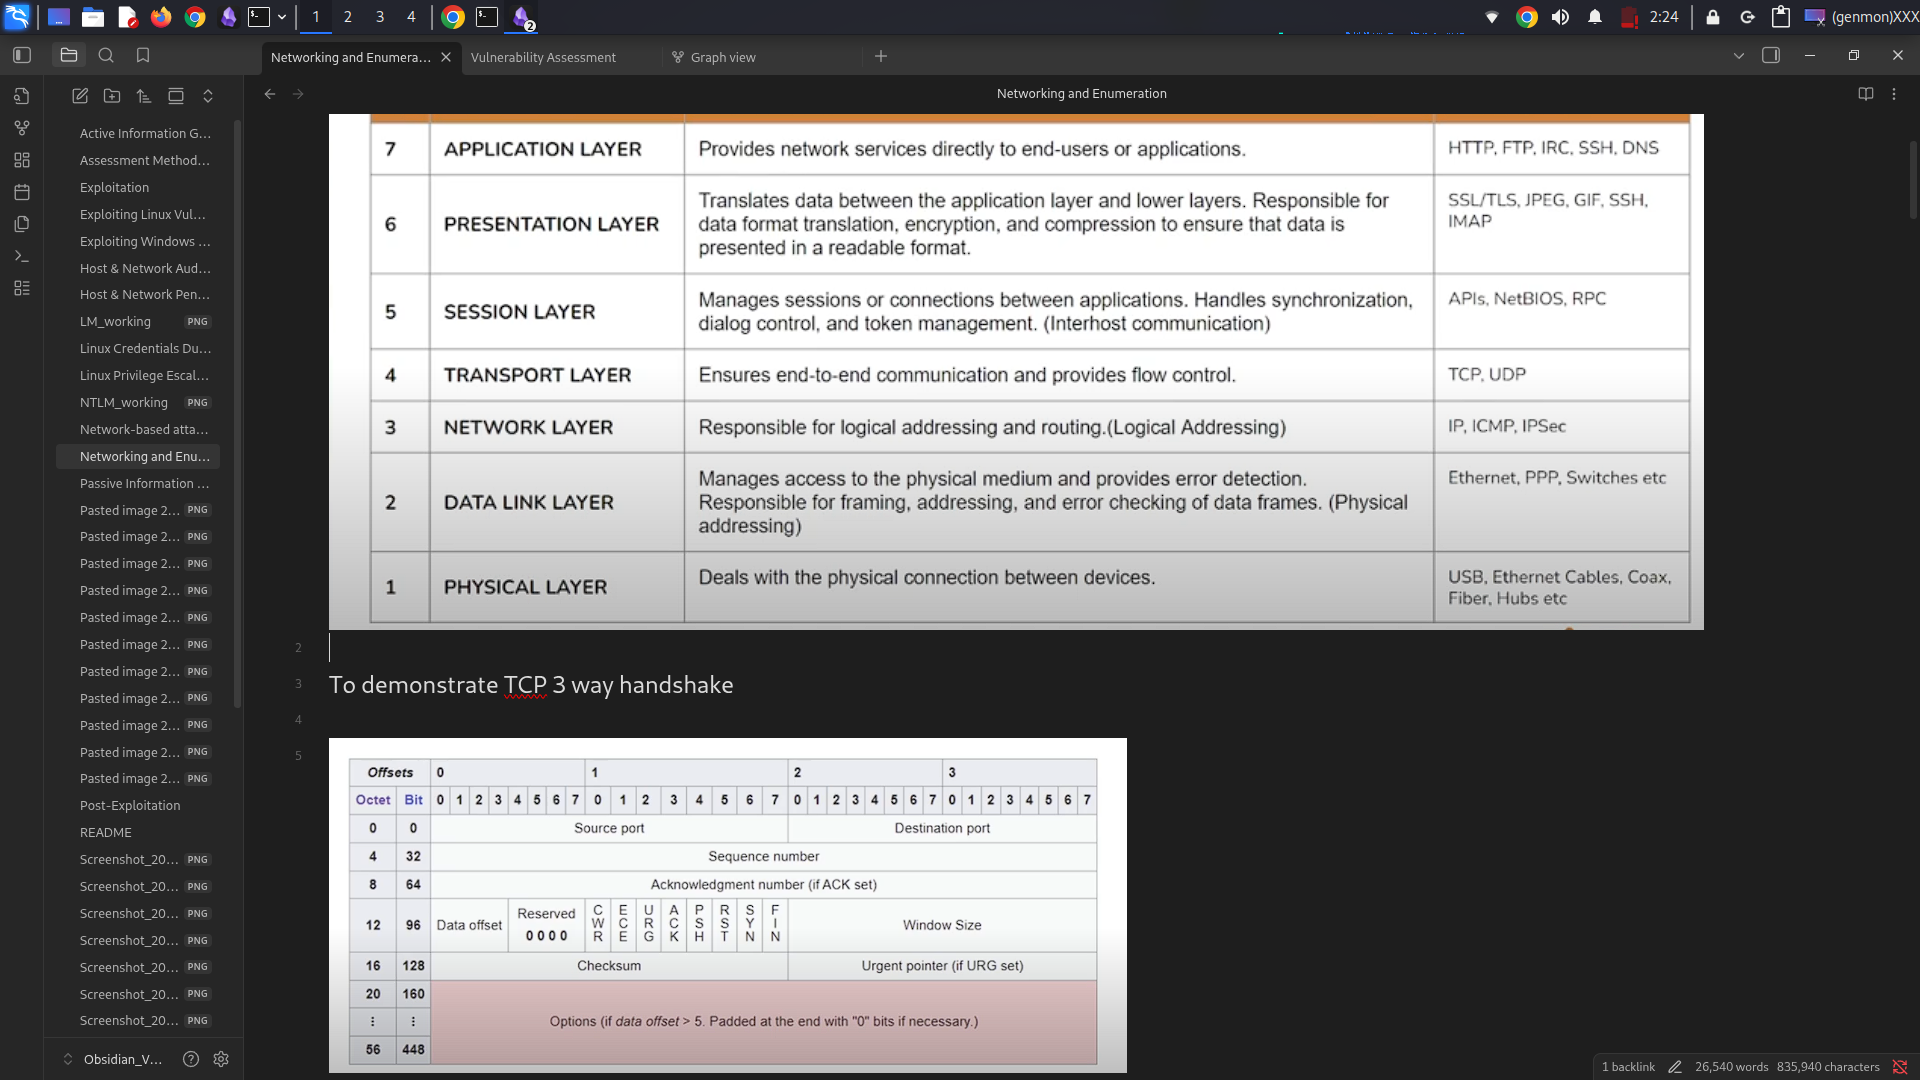 1
2
3
4
2
2:24
(genmon)XXX
Networking and Enumera...
Vulnerability Assessment
Graph view
Networking and Enumeration
Active Information G...
Assessment Method...
Exploitation
Exploiting Linux Vul...
Exploiting Windows ...
Host & Network Aud...
Host & Network Pen...
LM_working PNG
Linux Credentials Du...
Linux Privilege Escal...
NTLM_working PNG
Network-based atta...
Networking and Enu...
Passive Information ...
Pasted image 2... PNG
Pasted image 2... PNG
Pasted image 2... PNG
Pasted image 2... PNG
Pasted image 2... PNG
Pasted image 2... PNG
Pasted image 2... PNG
Pasted image 2... PNG
Pasted image 2... PNG
Pasted image 2... PNG
Pasted image 2... PNG
Post-Exploitation
README
Screenshot_20... PNG
Screenshot_20... PNG
Screenshot_20... PNG
Screenshot_20... PNG
Screenshot_20... PNG
Screenshot_20... PNG
Screenshot_20... PNG
Obsidian_V...
7 APPLICATION LAYER Provides network services directly to end-users or applications. HTTP, FTP, IRC, SSH, DNS
6 PRESENTATION LAYER Translates data between the application layer and lower layers. Responsible for
data format translation, encryption, and compression to ensure that data is
presented in a readable format.
SSL/TLS, JPEG, GIF, SSH,
IMAP
5 SESSION LAYER Manages sessions or connections between applications. Handles synchronization,
dialog control, and token management. (Interhost communication)
APIs, NetBIOS, RPC
4 TRANSPORT LAYER Ensures end-to-end communication and provides flow control. TCP, UDP
3 NETWORK LAYER Responsible for logical addressing and routing.(Logical Addressing) IP, ICMP, IPSec
2 DATA LINK LAYER Manages access to the physical medium and provides error detection.
Responsible for framing, addressing, and error checking of data frames. (Physical
addressing)
Ethernet, PPP, Switches etc
1 PHYSICAL LAYER Deals with the physical connection between devices. USB, Ethernet Cables, Coax,
Fiber, Hubs etc
2
3 To demonstrate TCP 3 way handshake
4
5
Offsets 0 1 2 3
Octet Bit 0 1 2 3 4 5 6 7 0 1 2 3 4 5 6 7 0 1 2 3 4 5 6 7 0 1 2 3 4 5 6 7
0 0 Source port Destination port
4 32 Sequence number
8 64 Acknowledgment number (if ACK set)
12 96 Data offset Reserved 0 0 0 0 CWR ECE URG ACK PSH RST SYN FIN Window Size
16 128 Checksum Urgent pointer (if URG set)
20 160
⋮ ⋮ Options (if data offset > 5. Padded at the end with "0" bits if necessary.)
56 448
1 backlink 26,540 words 835,940 characters